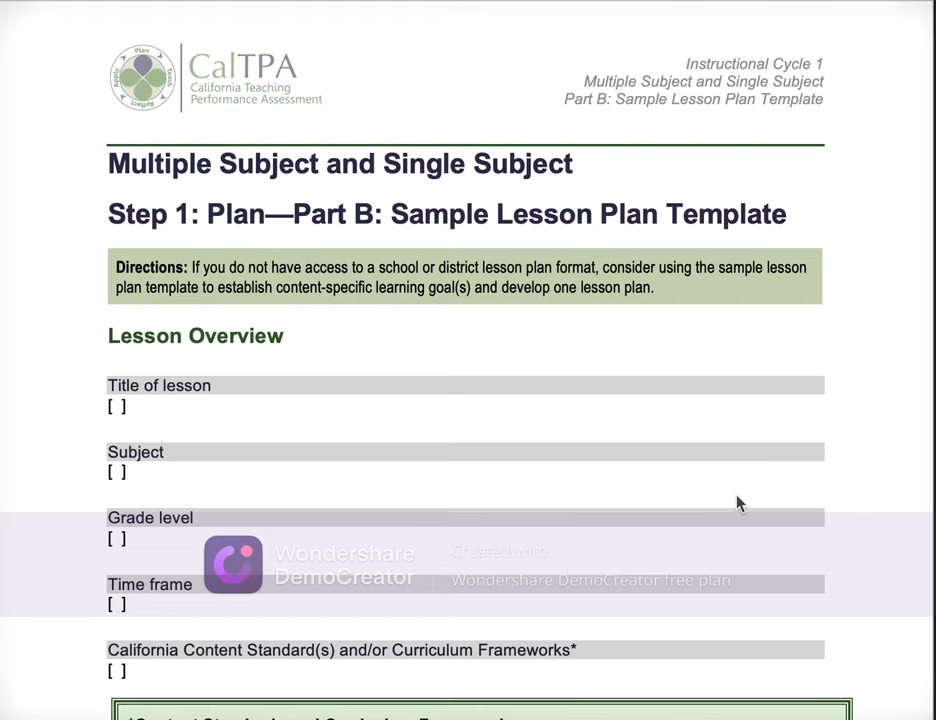 Plan
Teach
Reflect
Apply
CalTPA
California Teaching
Performance Assessment
Instructional Cycle 1
Multiple Subject and Single Subject
Part B: Sample Lesson Plan Template
Multiple Subject and Single Subject
Step 1: Plan—Part B: Sample Lesson Plan Template
Directions: If you do not have access to a school or district lesson plan format, consider using the sample lesson
plan template to establish content-specific learning goal(s) and develop one lesson plan.
Lesson Overview
Title of lesson
[ ]
Subject
[ ]
Grade level
[ ]
Wondershare
DemoCreator
Created with
Wondershare DemoCreator free plan
Time frame
[ ]
California Content Standard(s) and/or Curriculum Frameworks*
[ ]